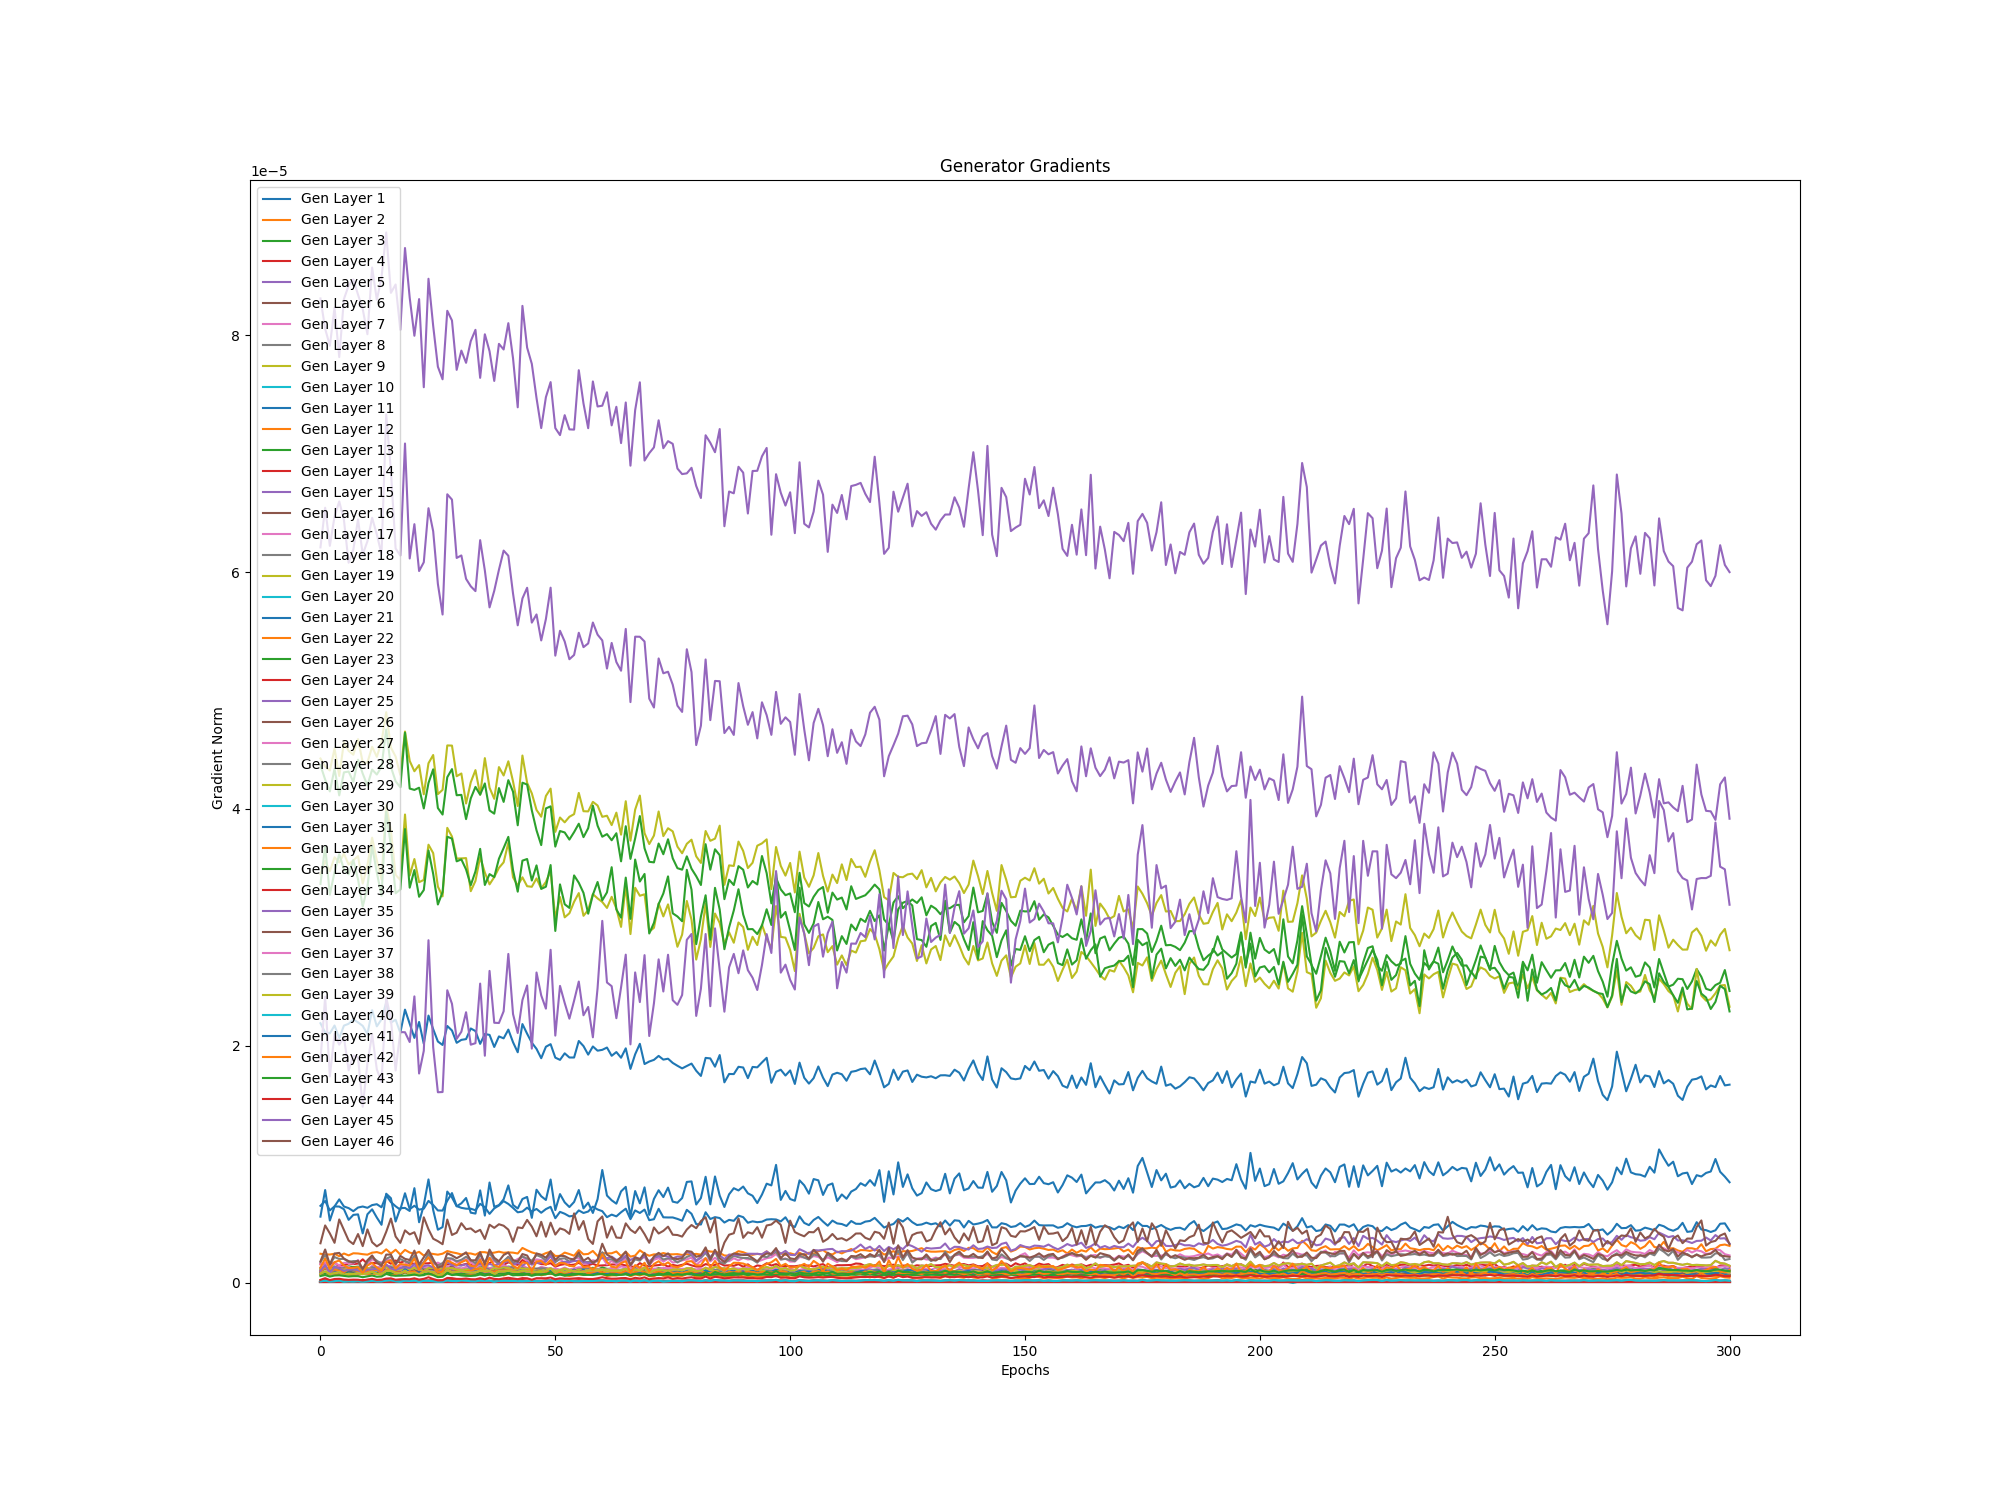 Generator Gradients
1e−5
Gen Layer 1
Gen Layer 2
Gen Layer 3
Gen Layer 4
Gen Layer 5
Gen Layer 6
Gen Layer 7
Gen Layer 8
Gen Layer 9
Gen Layer 10
Gen Layer 11
Gen Layer 12
Gen Layer 13
Gen Layer 14
Gen Layer 15
Gen Layer 16
Gen Layer 17
Gen Layer 18
Gen Layer 19
Gen Layer 20
Gen Layer 21
Gen Layer 22
Gen Layer 23
Gen Layer 24
Gen Layer 25
Gen Layer 26
Gen Layer 27
Gen Layer 28
Gen Layer 29
Gen Layer 30
Gen Layer 31
Gen Layer 32
Gen Layer 33
Gen Layer 34
Gen Layer 35
Gen Layer 36
Gen Layer 37
Gen Layer 38
Gen Layer 39
Gen Layer 40
Gen Layer 41
Gen Layer 42
Gen Layer 43
Gen Layer 44
Gen Layer 45
Gen Layer 46
8
6
4
2
0
Gradient Norm
0 50 100 150 200 250 300
Epochs